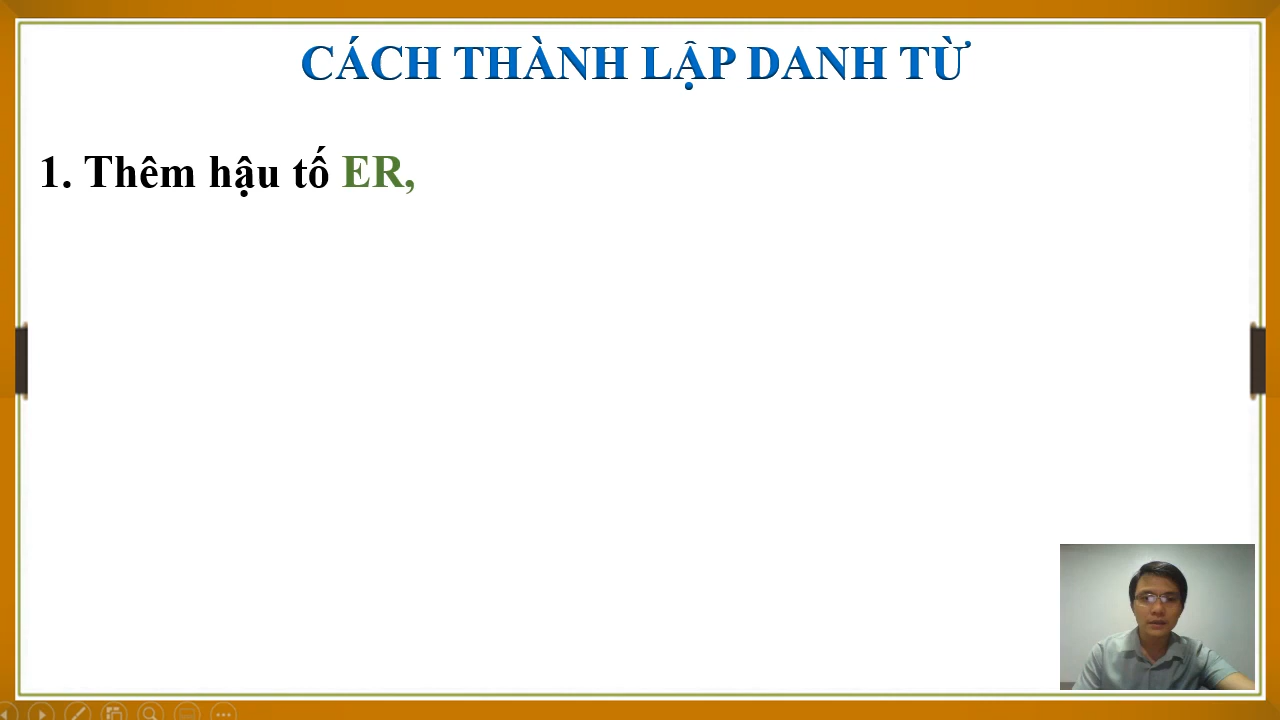 CÁCH THÀNH LẬP DANH TỪ
1. Thêm hậu tố ER,